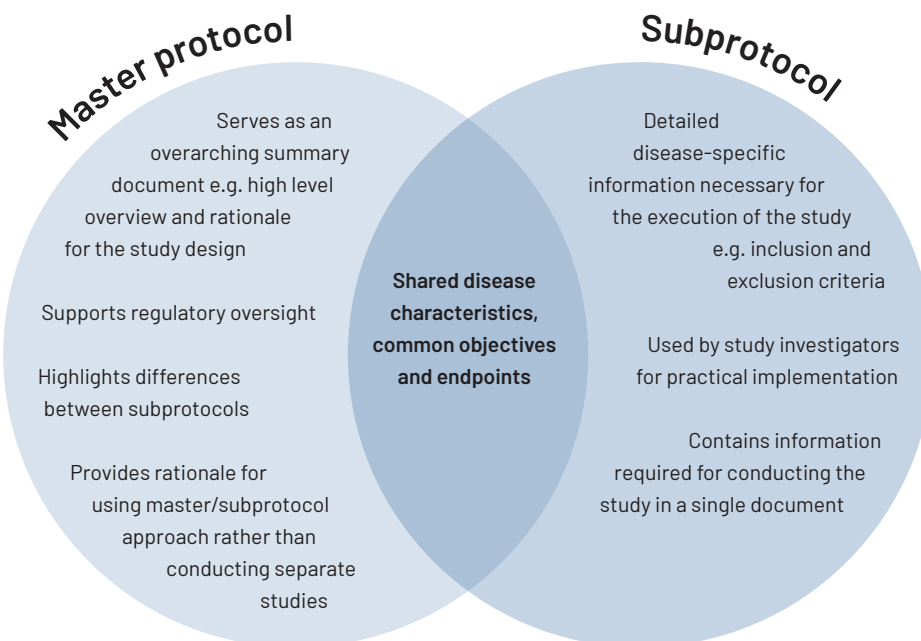 Master protocol
Serves as an
overarching summary
document e.g. high level
overview and rationale
for the study design
Supports regulatory oversight
Highlights differences
between subprotocols
Provides rationale for
using master/subprotocol
approach rather than
conducting separate
studies
Shared disease
characteristics,
common objectives
and endpoints
Subprotocol
Detailed
disease-specific
information necessary for
the execution of the study
e.g. inclusion and
exclusion criteria
Used by study investigators
for practical implementation
Contains information
required for conducting the
study in a single document